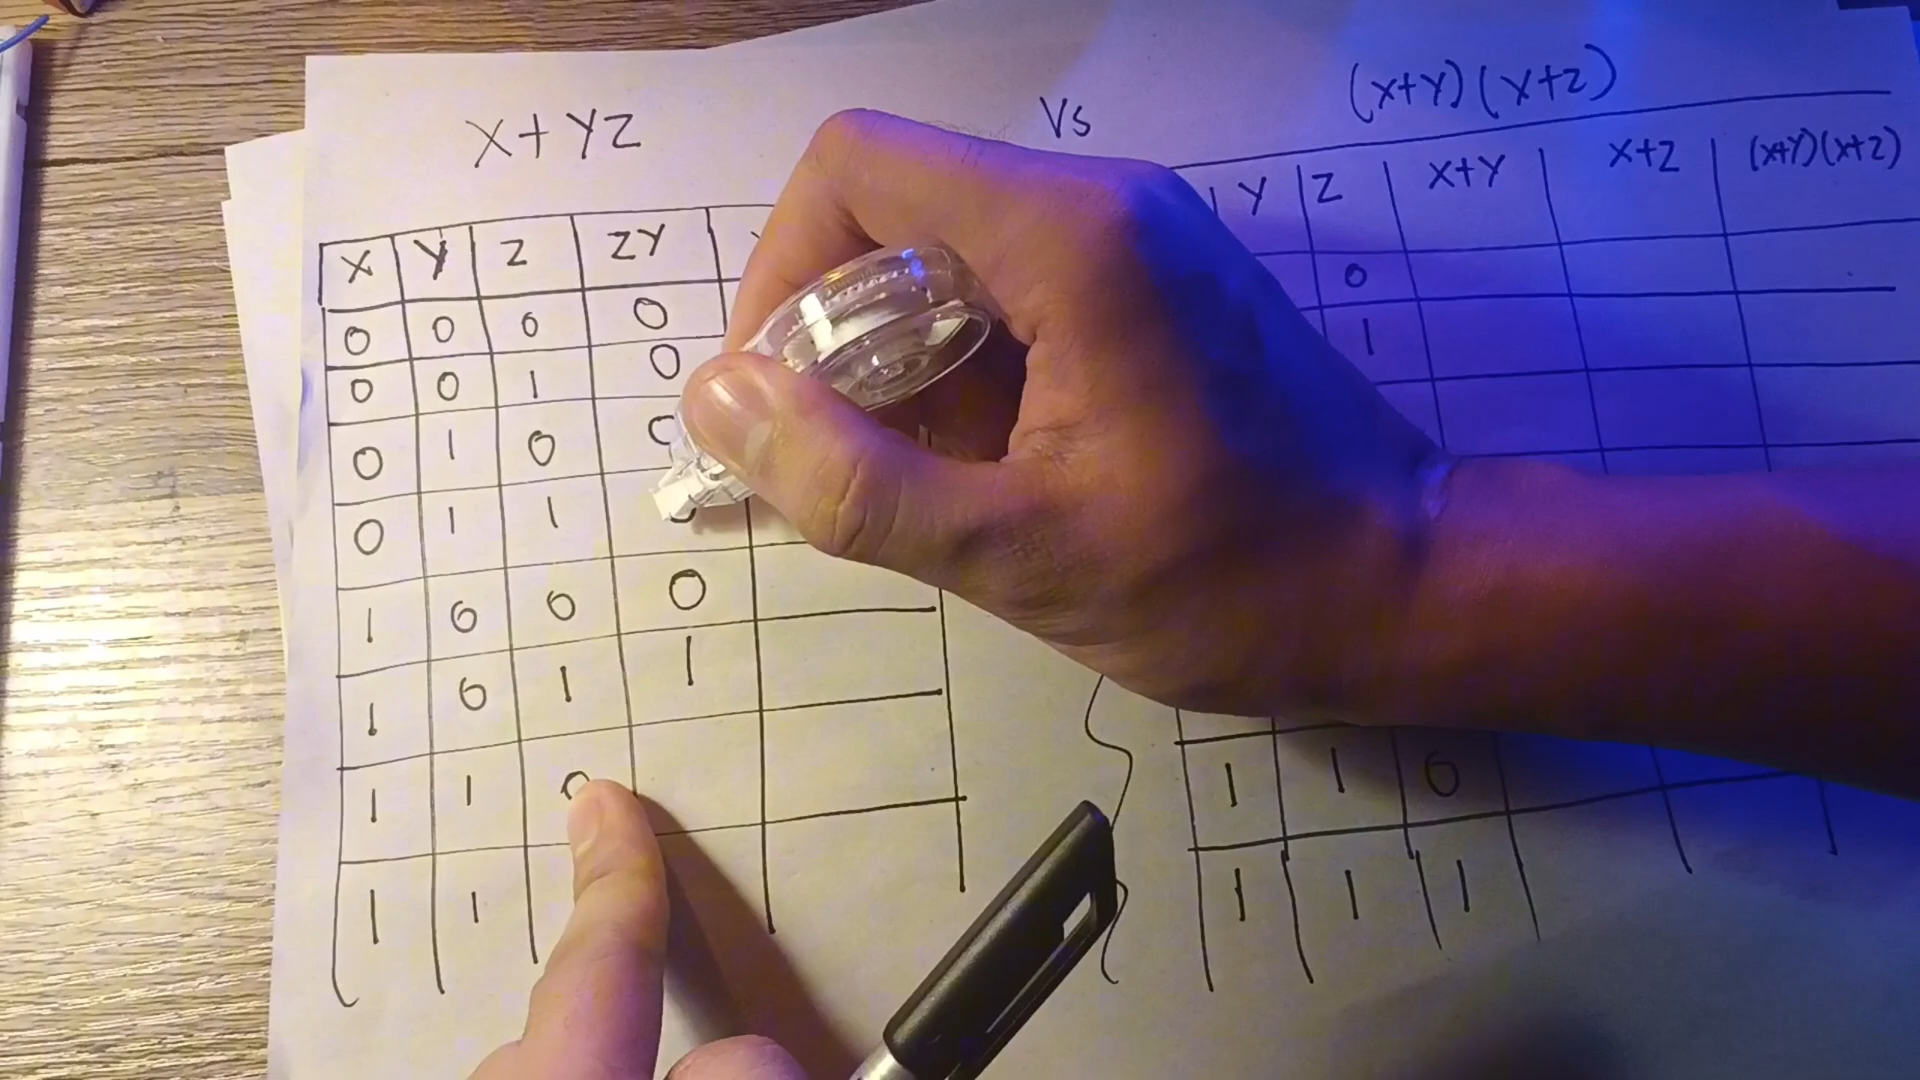 X+YZ
Vs
(X+Y)(X+Z)
X Y Z ZY
0 0 0 0
0 0 1 0
0 1 0 0
0 1 1
1 0 0 0
1 0 1 1
1 1 0
1 1
Y Z X+Y X+Z (X+Y)(X+Z)
0
1
1 1 0
1 1 1